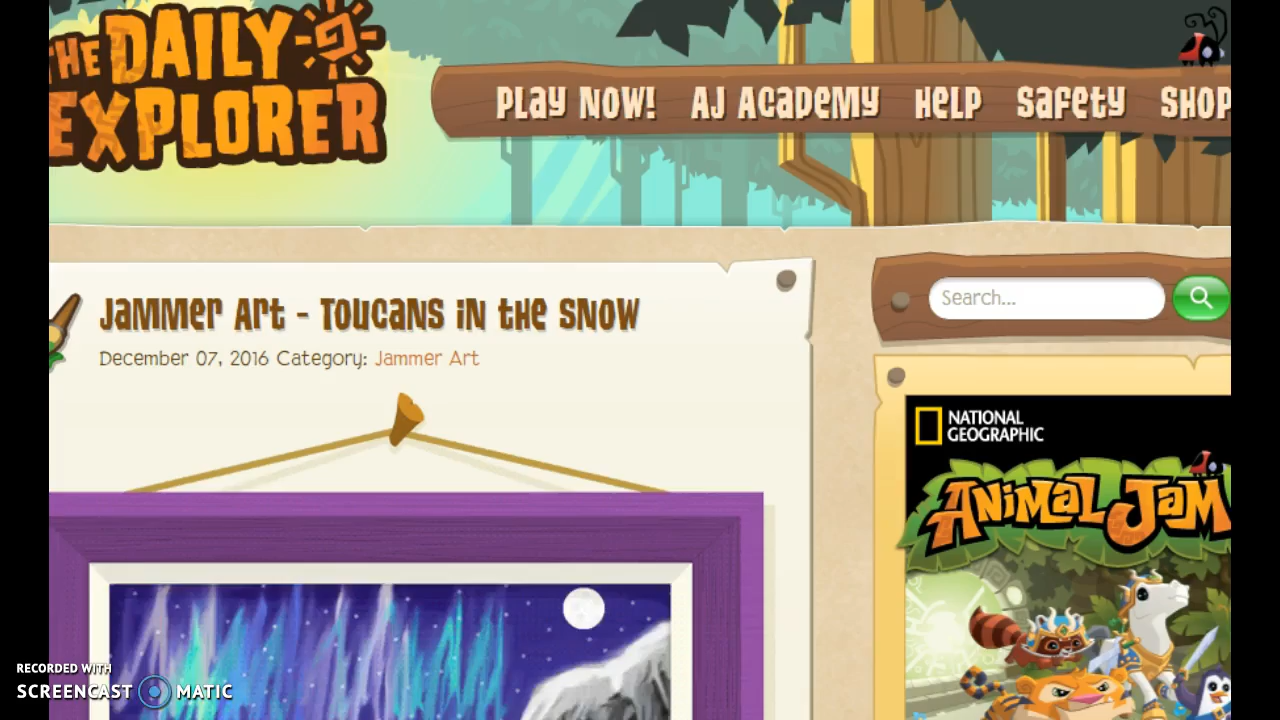 THE DAILY
EXPLORER
PLAY NOW! AJ ACADEMY HELP SAFETY SHOP
Search...
JAMMER ART - TOUCANS IN THE SNOW
December 07, 2016 Category: Jammer Art
NATIONAL
GEOGRAPHIC
ANIMAL JAM
RECORDED WITH
SCREENCAST MATIC